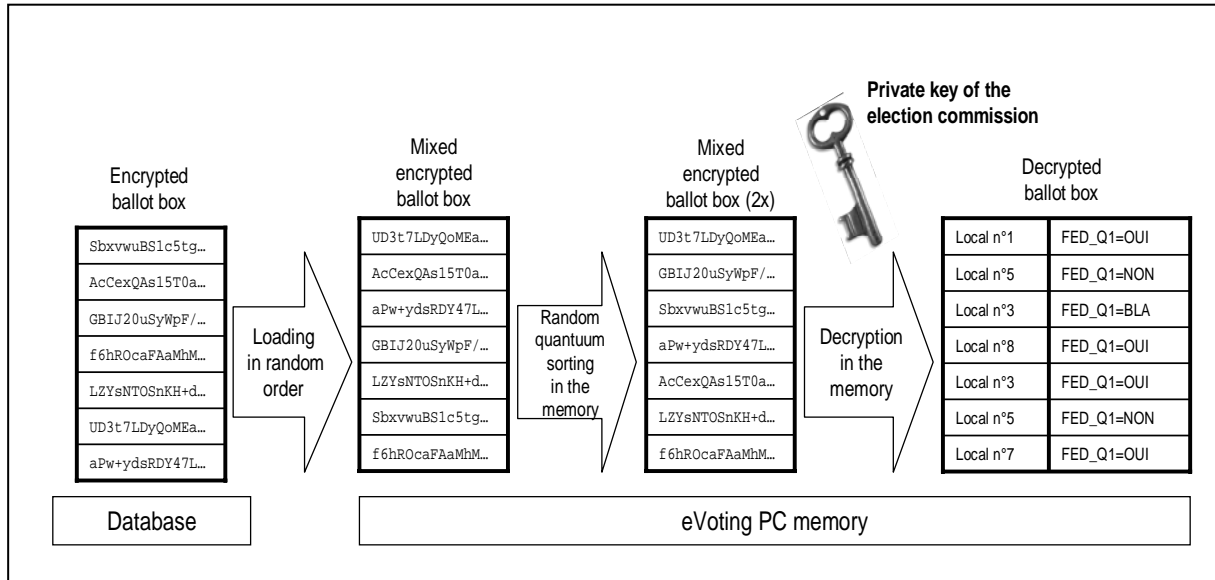 Private key of the
election commission
Encrypted
ballot box
Sbxvwu​BS1c5tg…
AcCexQAs15T0a…
GBIJ20uSyWpF/…
f6hROcaFAaMhM…
LZYsNTOSnKH+d…
UD3t7LDyQoMEa…
aPw+ydsRDY47L…
Loading
in random
order
Mixed
encrypted
ballot box
UD3t7LDyQoMEa…
AcCexQAs15T0a…
aPw+ydsRDY47L…
GBIJ20uSyWpF/…
LZYsNTOSnKH+d…
SbxvwuBS1c5tg…
f6hROcaFAaMhM…
Random
quantuum
sorting
in the
memory
Mixed
encrypted
ballot box (2x)
UD3t7LDyQoMEa…
GBIJ20uSyWpF/…
SbxvwuBS1c5tg…
aPw+ydsRDY47L…
AcCexQAs15T0a…
LZYsNTOSnKH+d…
f6hROcaFAaMhM…
Decryption
in the
memory
Decrypted
ballot box
Local n°1 FED_Q1=OUI
Local n°5 FED_Q1=NON
Local n°3 FED_Q1=BLA
Local n°8 FED_Q1=OUI
Local n°3 FED_Q1=OUI
Local n°5 FED_Q1=NON
Local n°7 FED_Q1=OUI
Database
eVoting PC memory